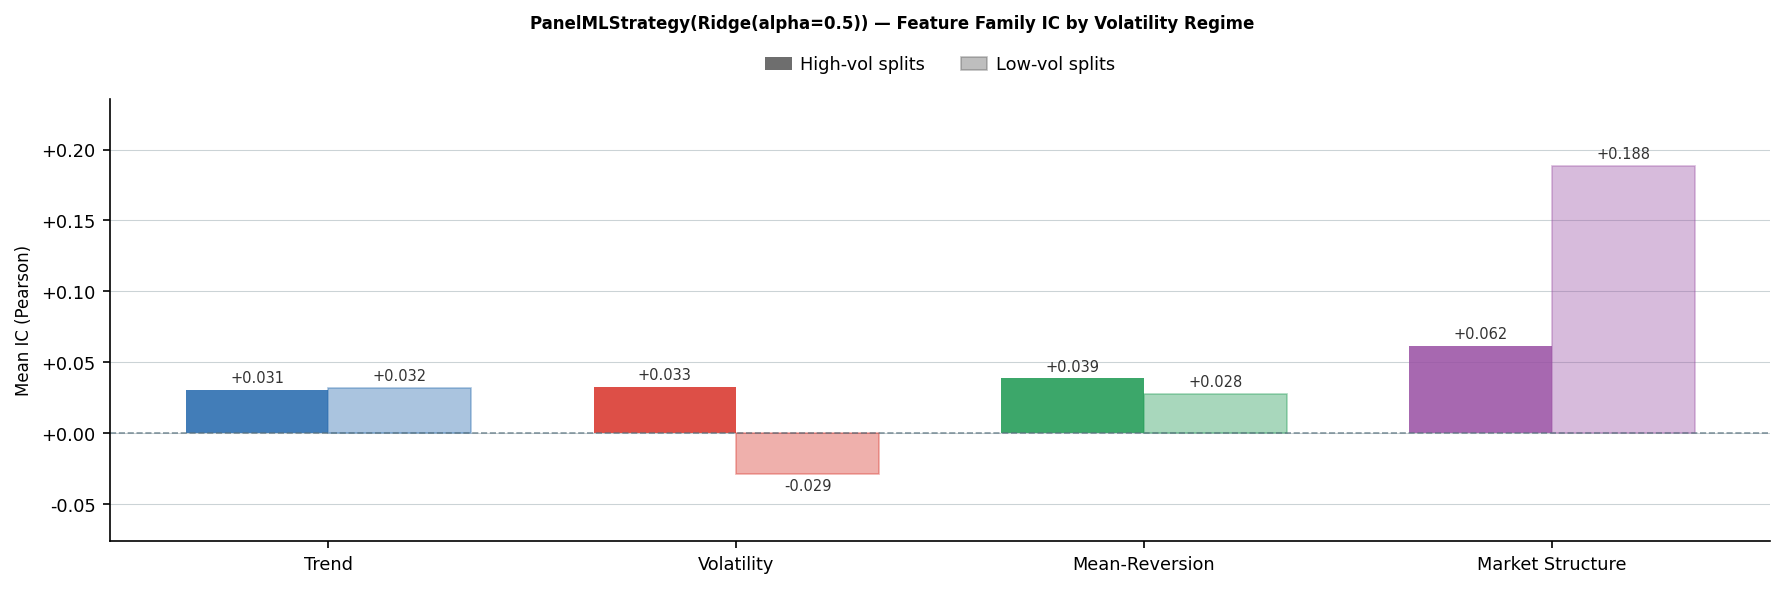 PanelMLStrategy(Ridge(alpha=0.5)) — Feature Family IC by Volatility Regime
High-vol splits
Low-vol splits
Mean IC (Pearson)
+0.20
+0.15
+0.10
+0.05
+0.00
-0.05
+0.031
+0.032
+0.033
-0.029
+0.039
+0.028
+0.062
+0.188
Trend
Volatility
Mean-Reversion
Market Structure